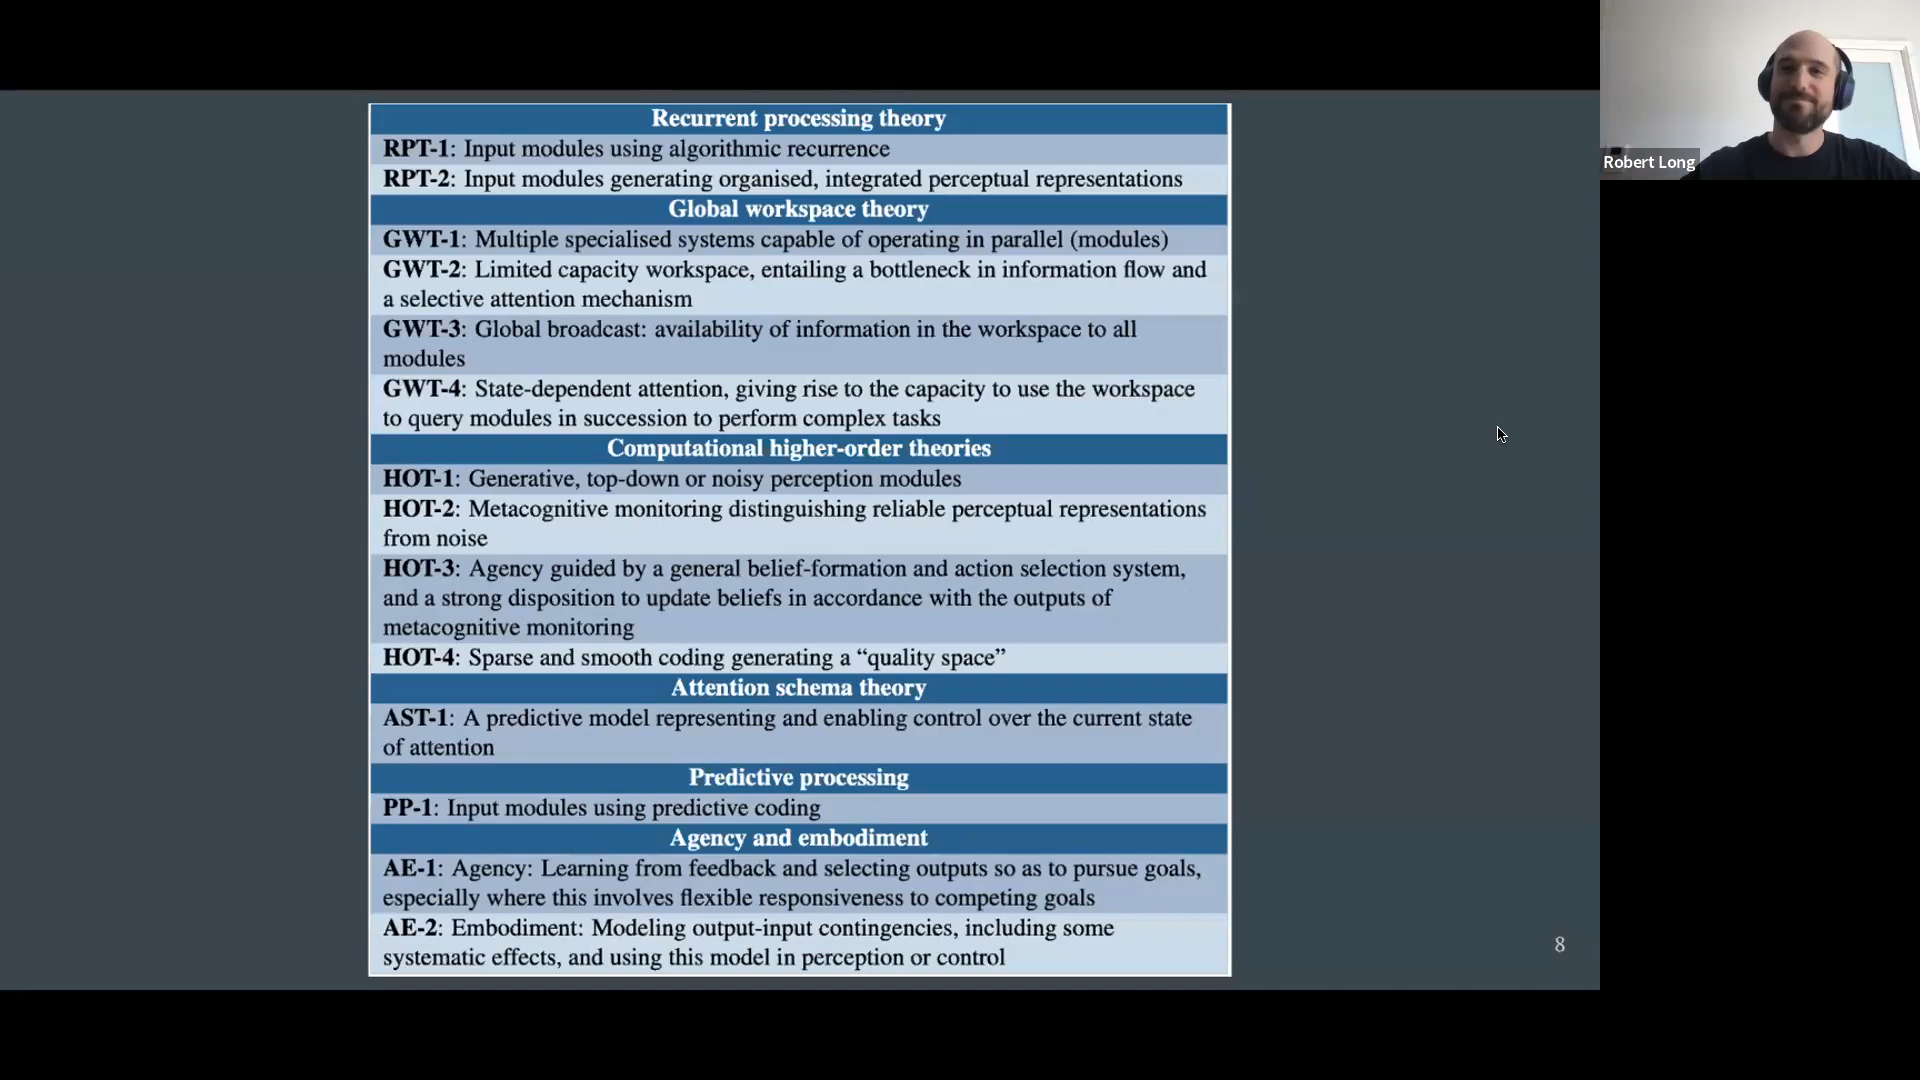 Recurrent processing theory
RPT-1: Input modules using algorithmic recurrence
RPT-2: Input modules generating organised, integrated perceptual representations
Global workspace theory
GWT-1: Multiple specialised systems capable of operating in parallel (modules)
GWT-2: Limited capacity workspace, entailing a bottleneck in information flow and
a selective attention mechanism
GWT-3: Global broadcast: availability of information in the workspace to all
modules
GWT-4: State-dependent attention, giving rise to the capacity to use the workspace
to query modules in succession to perform complex tasks
Computational higher-order theories
HOT-1: Generative, top-down or noisy perception modules
HOT-2: Metacognitive monitoring distinguishing reliable perceptual representations
from noise
HOT-3: Agency guided by a general belief-formation and action selection system,
and a strong disposition to update beliefs in accordance with the outputs of
metacognitive monitoring
HOT-4: Sparse and smooth coding generating a “quality space”
Attention schema theory
AST-1: A predictive model representing and enabling control over the current state
of attention
Predictive processing
PP-1: Input modules using predictive coding
Agency and embodiment
AE-1: Agency: Learning from feedback and selecting outputs so as to pursue goals,
especially where this involves flexible responsiveness to competing goals
AE-2: Embodiment: Modeling output-input contingencies, including some
systematic effects, and using this model in perception or control
8
Robert Long